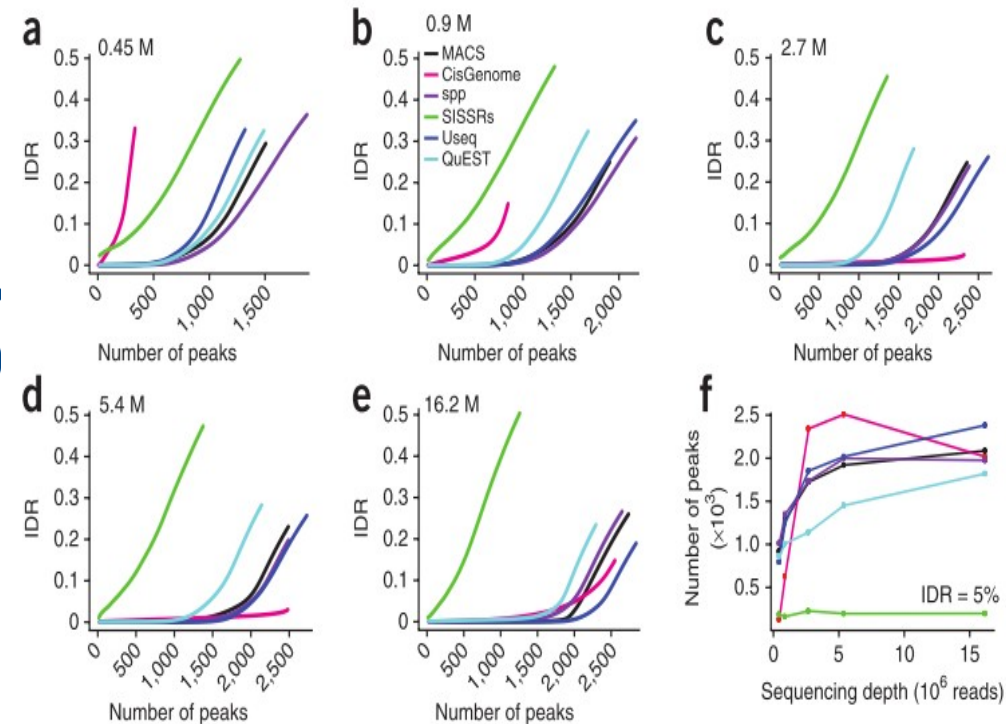 a
0.45 M
0.5
0.4
0.3
0.2
0.1
0
IDR
0
500
1,000
1,500
Number of peaks
b
0.9 M
MACS
CisGenome
spp
SISSRs
Useq
QuEST
0.5
0.4
0.3
0.2
0.1
0
IDR
0
500
1,000
1,500
2,000
Number of peaks
c
2.7 M
0.5
0.4
0.3
0.2
0.1
0
IDR
0
500
1,000
1,500
2,000
2,500
Number of peaks
d
5.4 M
0.5
0.4
0.3
0.2
0.1
0
IDR
0
500
1,000
1,500
2,000
2,500
Number of peaks
e
16.2 M
0.5
0.4
0.3
0.2
0.1
0
IDR
0
500
1,000
1,500
2,000
2,500
Number of peaks
f
2.5
2.0
1.5
1.0
0.5
Number of peaks
(×10³)
IDR = 5%
0
5
10
15
Sequencing depth (10⁶ reads)